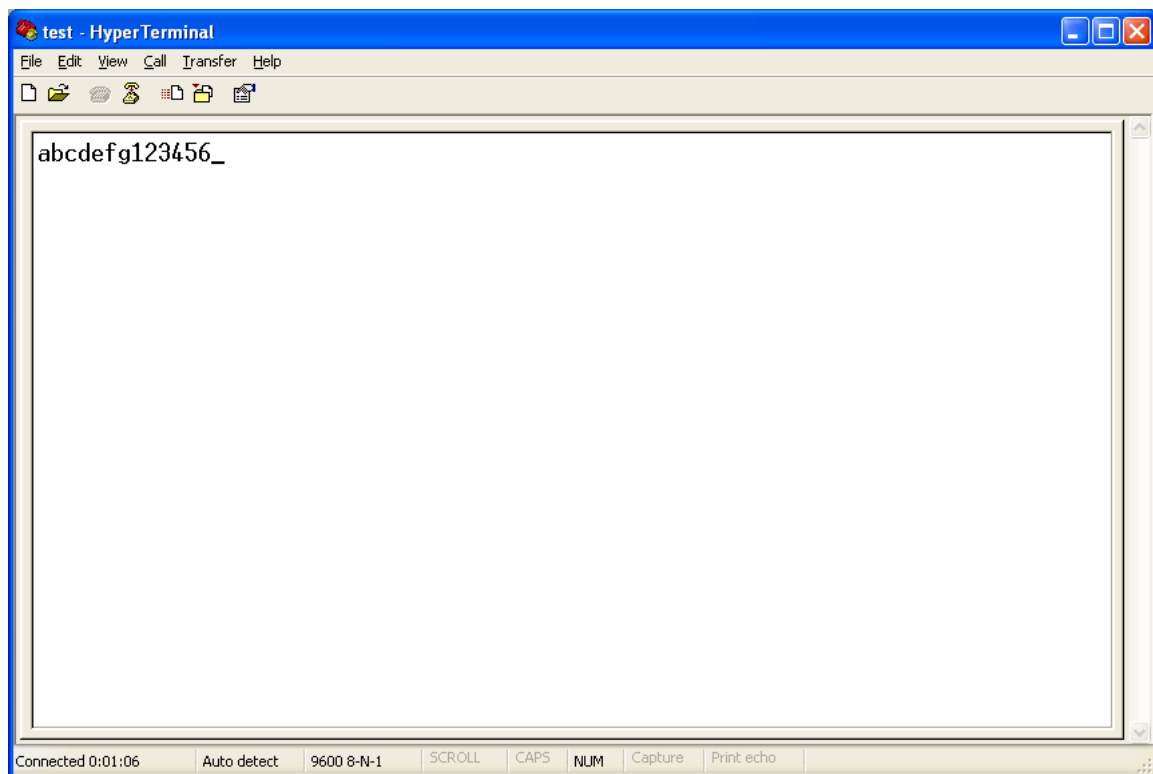 test - HyperTerminal
File Edit View Call Transfer Help
abcdefg123456_
Connected 0:01:06 Auto detect 9600 8-N-1 SCROLL CAPS NUM Capture Print echo